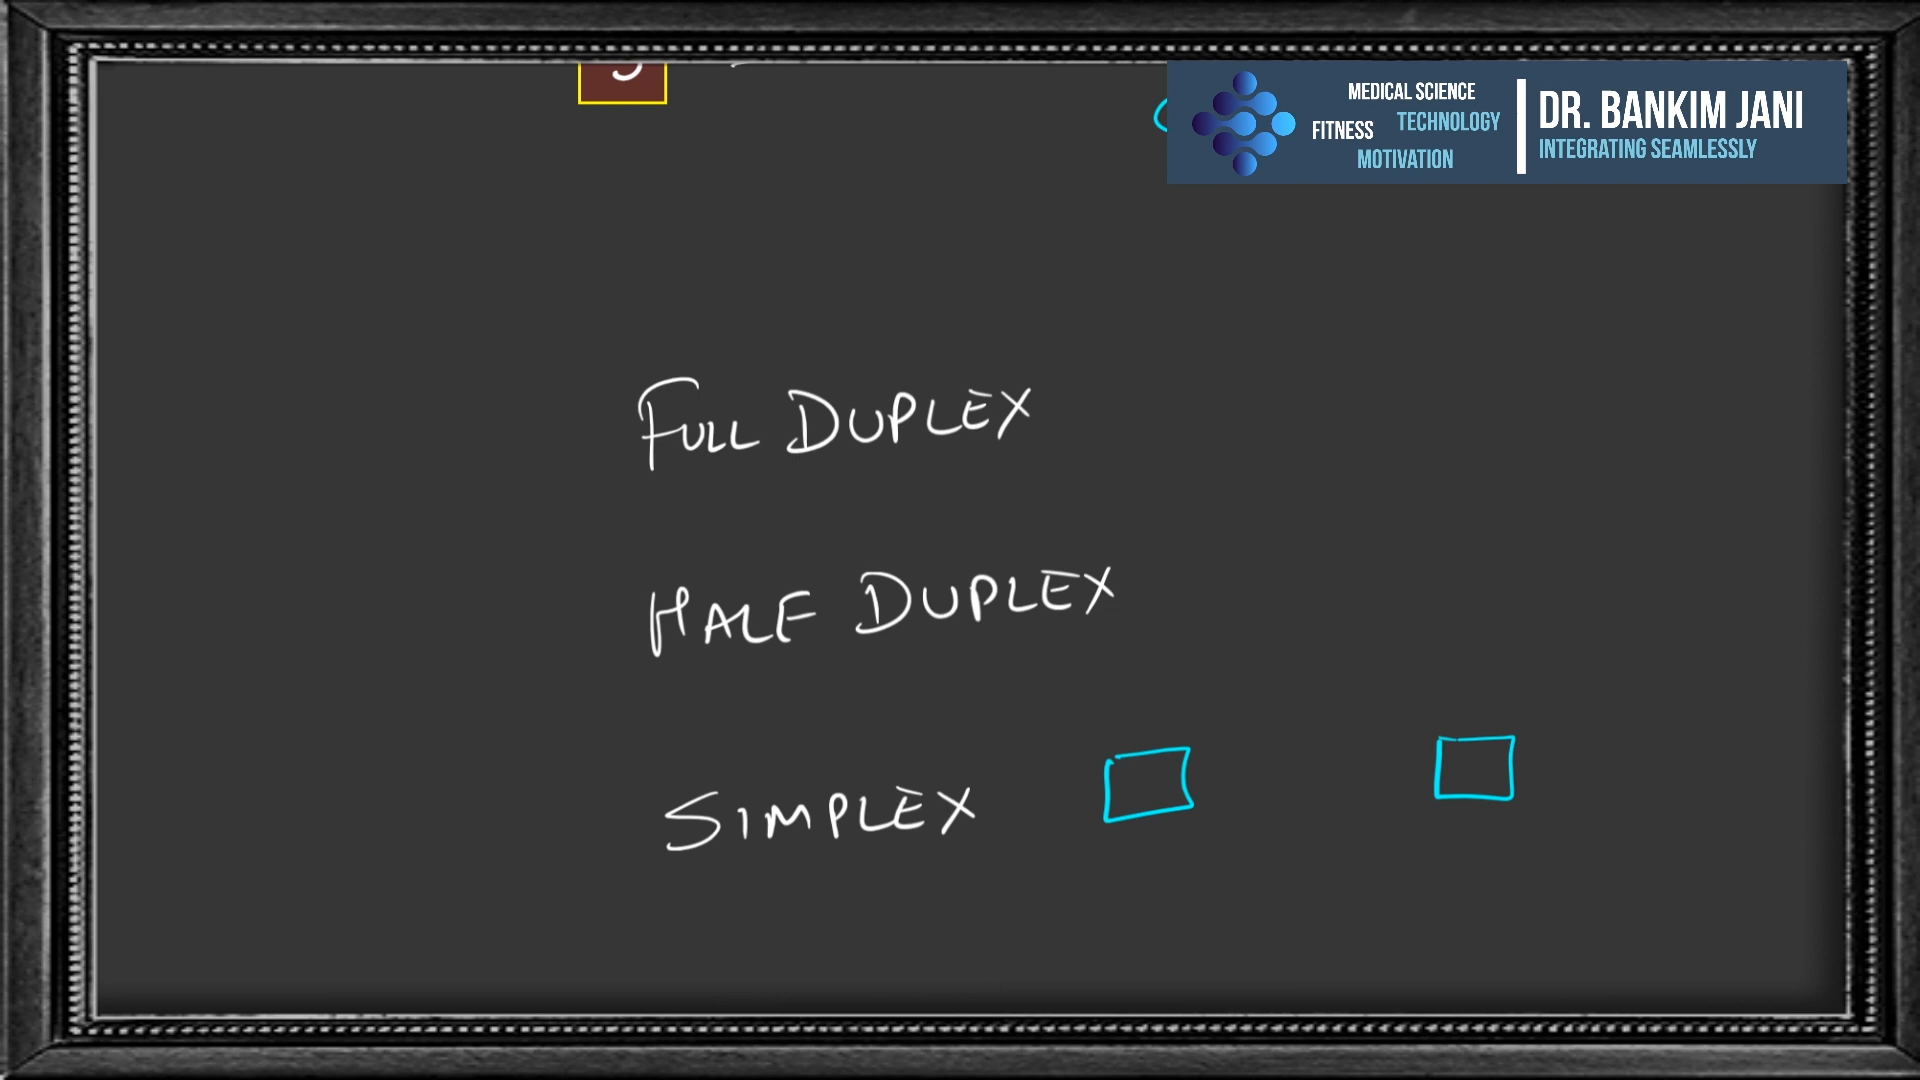 MEDICAL SCIENCE
FITNESS TECHNOLOGY
MOTIVATION
DR. BANKIM JANI
INTEGRATING SEAMLESSLY
FULL DUPLEX
HALF DUPLEX
SIMPLEX